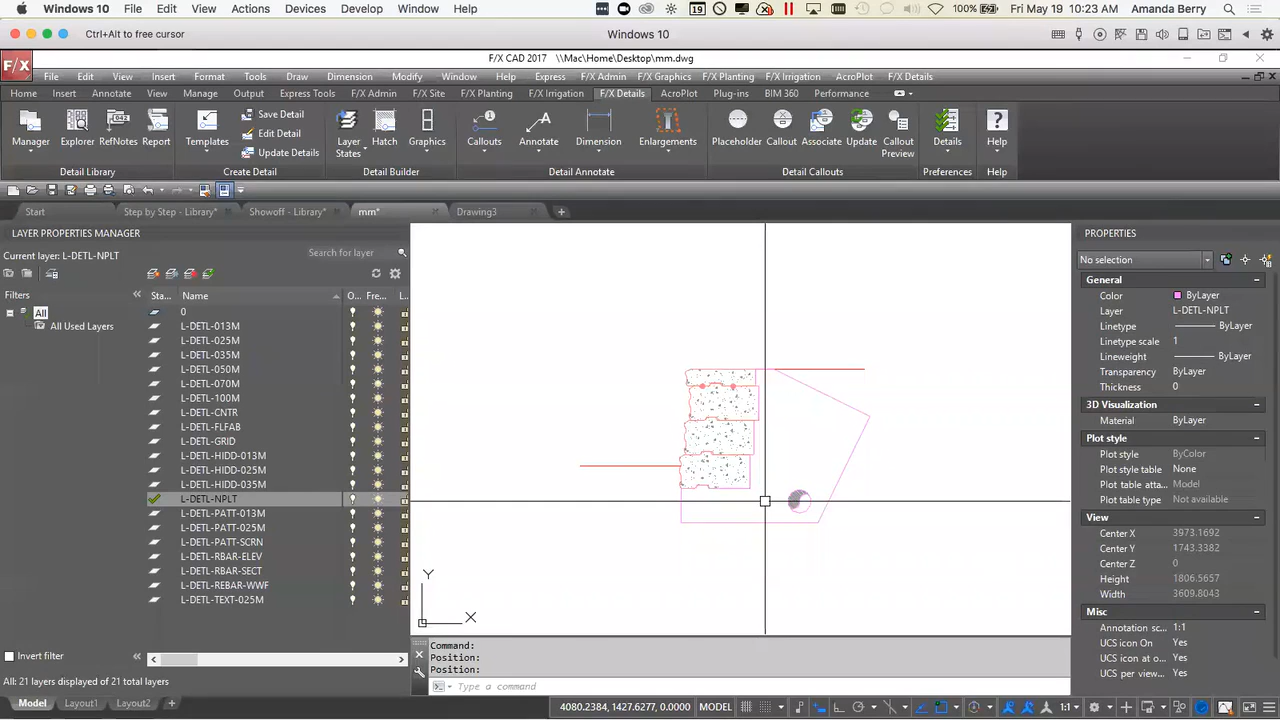 Windows 10 File Edit View Actions Devices Develop Window Help 19 100% Fri May 19 10:23 AM Amanda Berry
Ctrl+Alt to free cursor Windows 10
F/X CAD 2017 \\Mac\Home\Desktop\mm.dwg
F/X File Edit View Insert Format Tools Draw Dimension Modify Window Help Express F/X Admin F/X Graphics F/X Planting F/X Irrigation AcroPlot F/X Details
Home Insert Annotate View Manage Output Express Tools F/X Admin F/X Site F/X Planting F/X Irrigation F/X Details AcroPlot Plug-ins BIM 360 Performance
Save Detail
Edit Detail
Update Details
Manager Explorer RefNotes Report Templates Layer States Hatch Graphics Callouts Annotate Dimension Enlargements Placeholder Callout Associate Update Callout Preview Details Help
Detail Library Create Detail Detail Builder Detail Annotate Detail Callouts Preferences Help
Start Step by Step - Library* Showoff - Library* mm* Drawing3
LAYER PROPERTIES MANAGER
Current layer: L-DETL-NPLT Search for layer
Filters Sta... Name O... Fre... L...
All
All Used Layers
0
L-DETL-013M
L-DETL-025M
L-DETL-035M
L-DETL-050M
L-DETL-070M
L-DETL-100M
L-DETL-CNTR
L-DETL-FLFAB
L-DETL-GRID
L-DETL-HIDD-013M
L-DETL-HIDD-025M
L-DETL-HIDD-035M
L-DETL-NPLT
L-DETL-PATT-013M
L-DETL-PATT-025M
L-DETL-PATT-SCRN
L-DETL-RBAR-ELEV
L-DETL-RBAR-SECT
L-DETL-REBAR-WWF
L-DETL-TEXT-025M
Invert filter
All: 21 layers displayed of 21 total layers
Y
X
Command:
Position:
Position:
Type a command
PROPERTIES
No selection
General
Color ByLayer
Layer L-DETL-NPLT
Linetype ByLayer
Linetype scale 1
Lineweight ByLayer
Transparency ByLayer
Thickness 0
3D Visualization
Material ByLayer
Plot style
Plot style ByColor
Plot style table None
Plot table atta... Model
Plot table type Not available
View
Center X 3973.1692
Center Y 1743.3382
Center Z 0
Height 1806.5657
Width 3609.8043
Misc
Annotation sc... 1:1
UCS icon On Yes
UCS icon at o... Yes
UCS per view... Yes
Model Layout1 Layout2 4080.2384, 1427.6277, 0.0000 MODEL 1:1